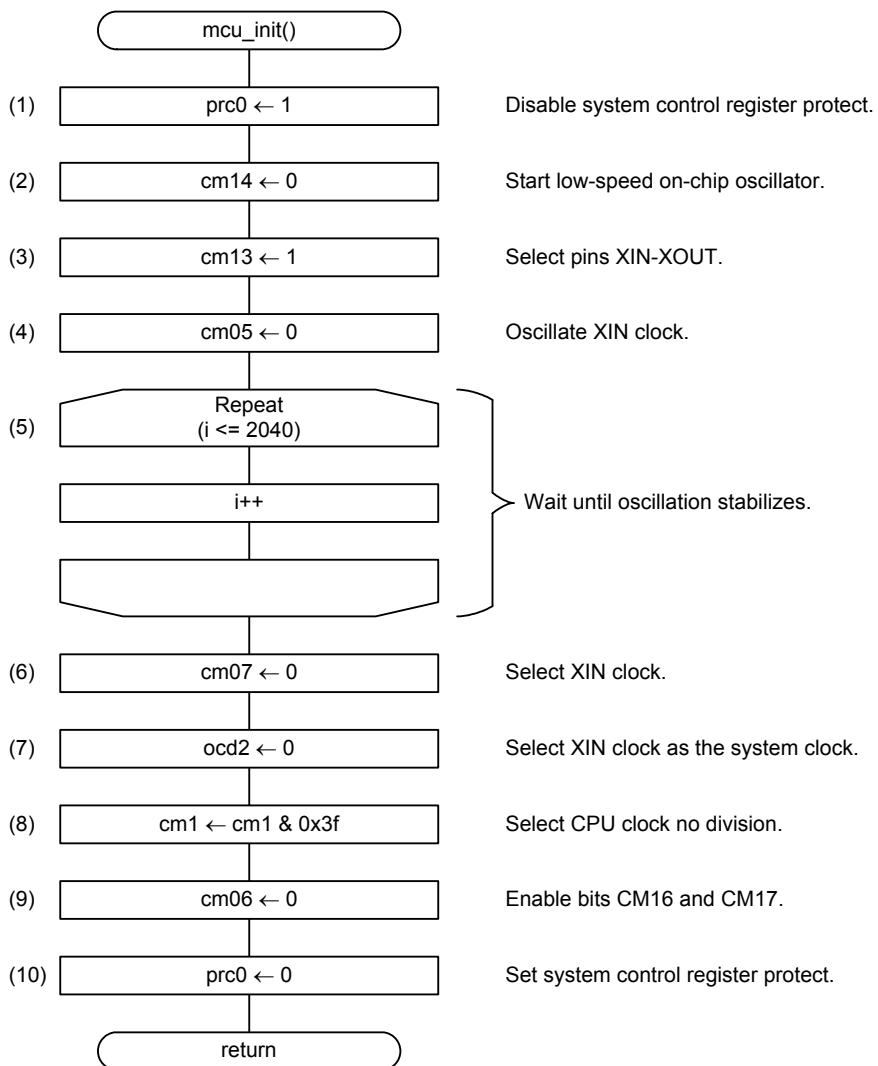 mcu_init()
(1) prc0 ← 1 Disable system control register protect.
(2) cm14 ← 0 Start low-speed on-chip oscillator.
(3) cm13 ← 1 Select pins XIN-XOUT.
(4) cm05 ← 0 Oscillate XIN clock.
(5) Repeat
(i <= 2040)
i++ Wait until oscillation stabilizes.
(6) cm07 ← 0 Select XIN clock.
(7) ocd2 ← 0 Select XIN clock as the system clock.
(8) cm1 ← cm1 & 0x3f Select CPU clock no division.
(9) cm06 ← 0 Enable bits CM16 and CM17.
(10) prc0 ← 0 Set system control register protect.
return